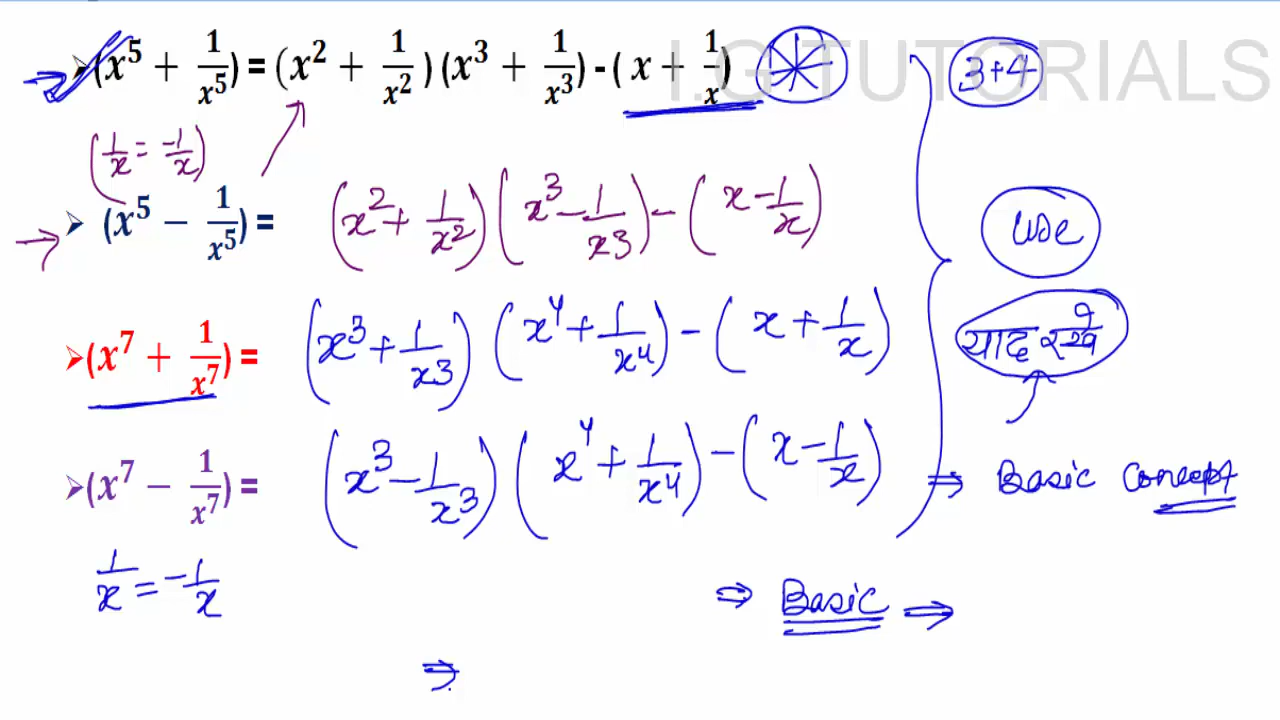 I.G TUTORIALS
➢ (x⁵ + 1/x⁵) = (x² + 1/x²) (x³ + 1/x³) - (x + 1/x)
3+4
(1/x = -1/x)
➢ (x⁵ − 1/x⁵) = (x² + 1/x²) (x³ - 1/x³) - (x - 1/x)
use
➢ (x⁷ + 1/x⁷) = (x³ + 1/x³) (x⁴ + 1/x⁴) - (x + 1/x)
याद रखे
➢ (x⁷ − 1/x⁷) = (x³ - 1/x³) (x⁴ + 1/x⁴) - (x - 1/x)
⇒ Basic Concept
1/x = -1/x
⇒ Basic ⇒
⇒